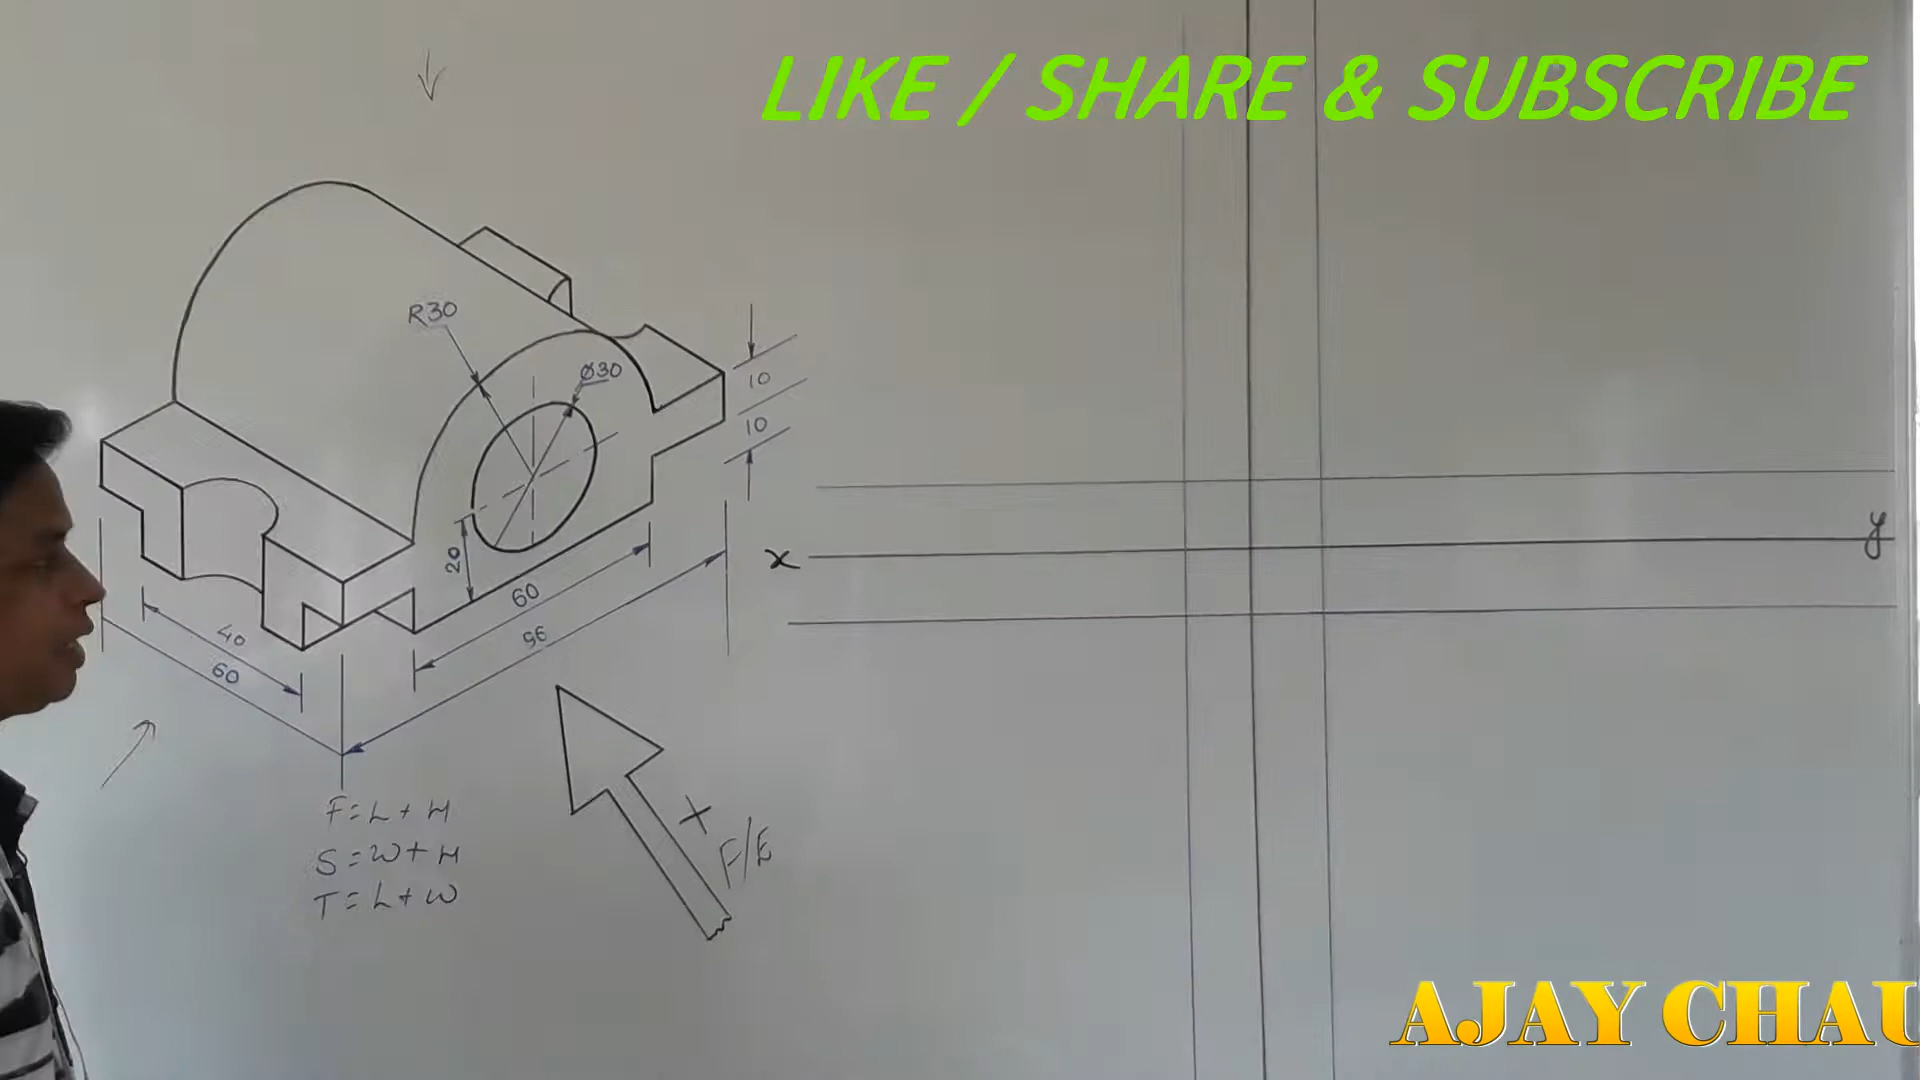 LIKE / SHARE & SUBSCRIBE
R30
Ø30
10
10
20
60
96
40
60
x
y
F=L+H
S=W+H
T=L+W
X
F/E
AJAY CHAU